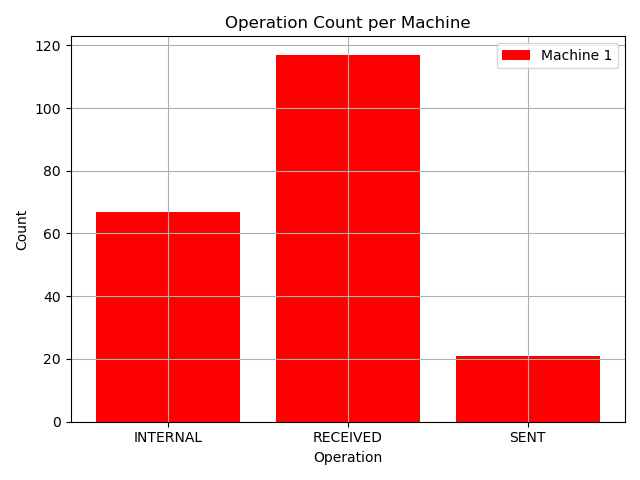 Operation Count per Machine
Machine 1
120
100
80
60
40
20
0
Count
INTERNAL
RECEIVED
SENT
Operation